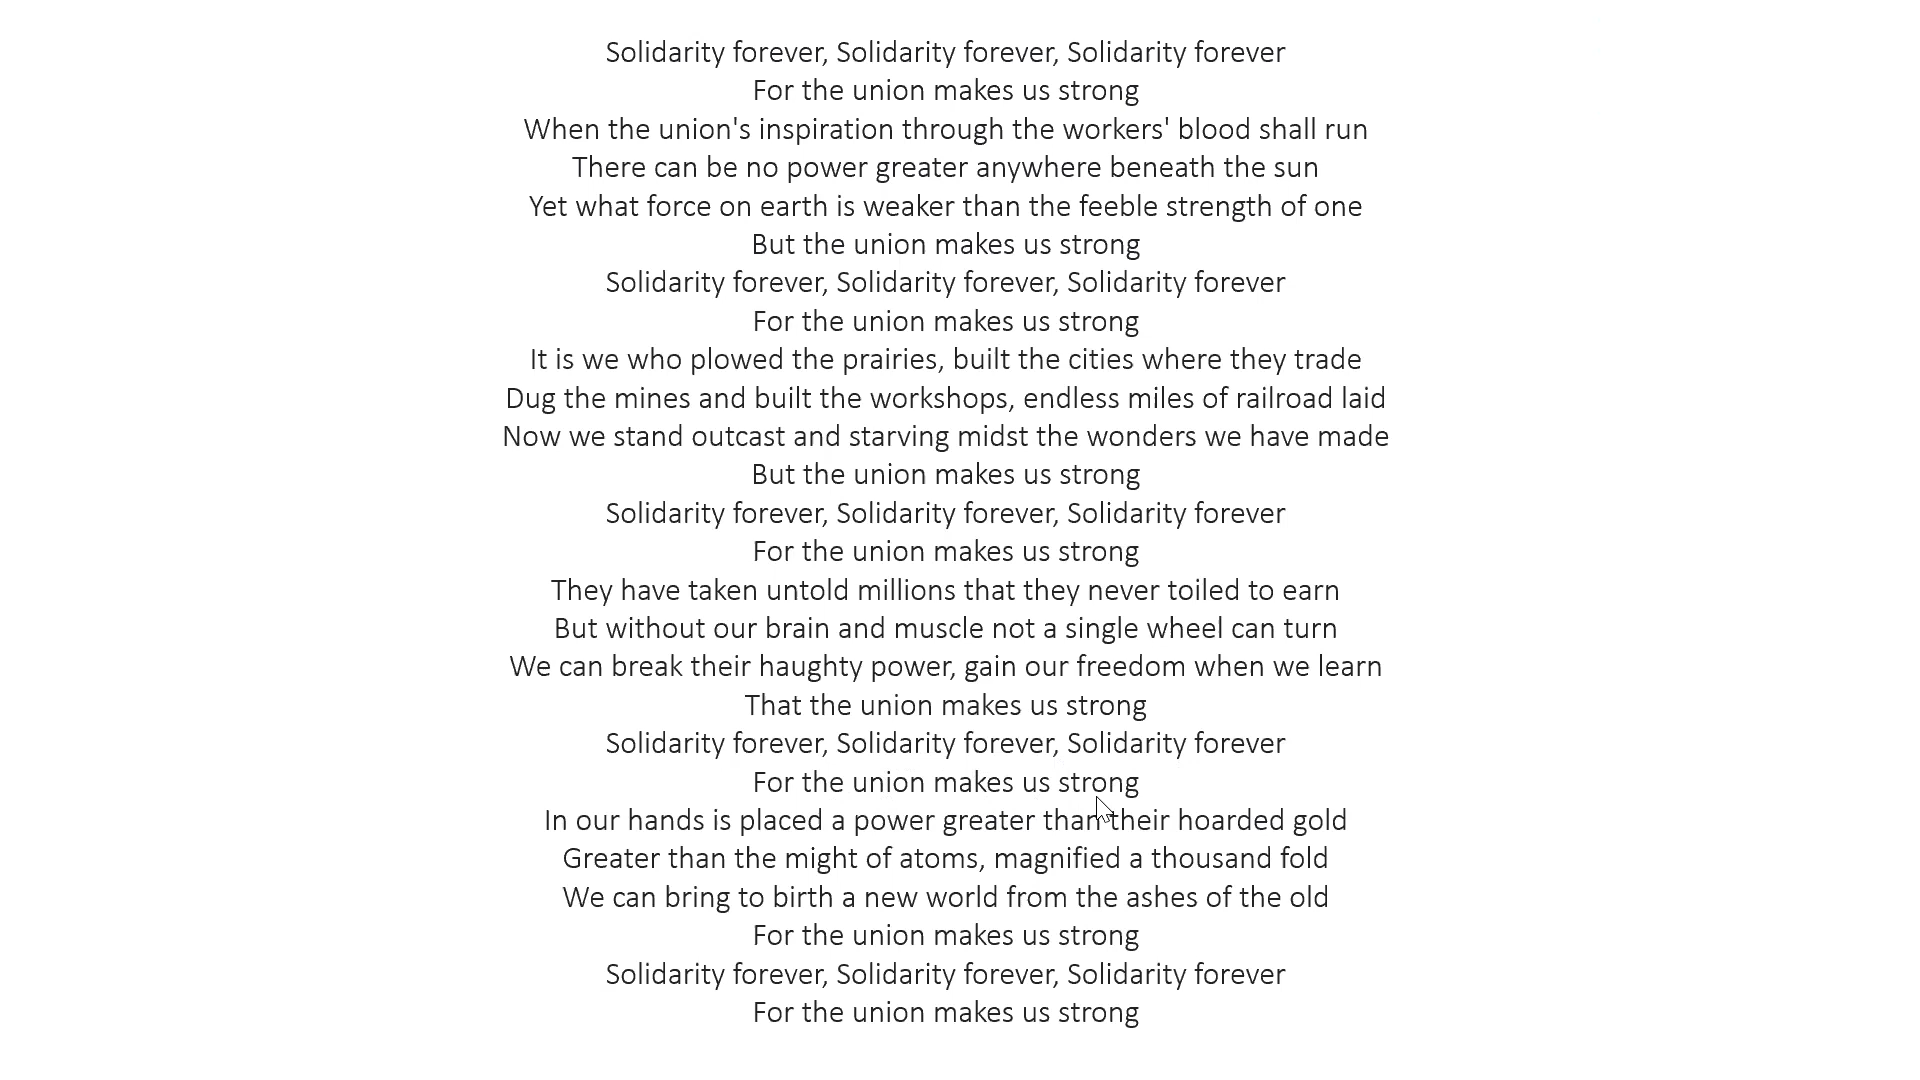 Solidarity forever, Solidarity forever, Solidarity forever
For the union makes us strong
When the union's inspiration through the workers' blood shall run
There can be no power greater anywhere beneath the sun
Yet what force on earth is weaker than the feeble strength of one
But the union makes us strong
Solidarity forever, Solidarity forever, Solidarity forever
For the union makes us strong
It is we who plowed the prairies, built the cities where they trade
Dug the mines and built the workshops, endless miles of railroad laid
Now we stand outcast and starving midst the wonders we have made
But the union makes us strong
Solidarity forever, Solidarity forever, Solidarity forever
For the union makes us strong
They have taken untold millions that they never toiled to earn
But without our brain and muscle not a single wheel can turn
We can break their haughty power, gain our freedom when we learn
That the union makes us strong
Solidarity forever, Solidarity forever, Solidarity forever
For the union makes us strong
In our hands is placed a power greater than their hoarded gold
Greater than the might of atoms, magnified a thousand fold
We can bring to birth a new world from the ashes of the old
For the union makes us strong
Solidarity forever, Solidarity forever, Solidarity forever
For the union makes us strong